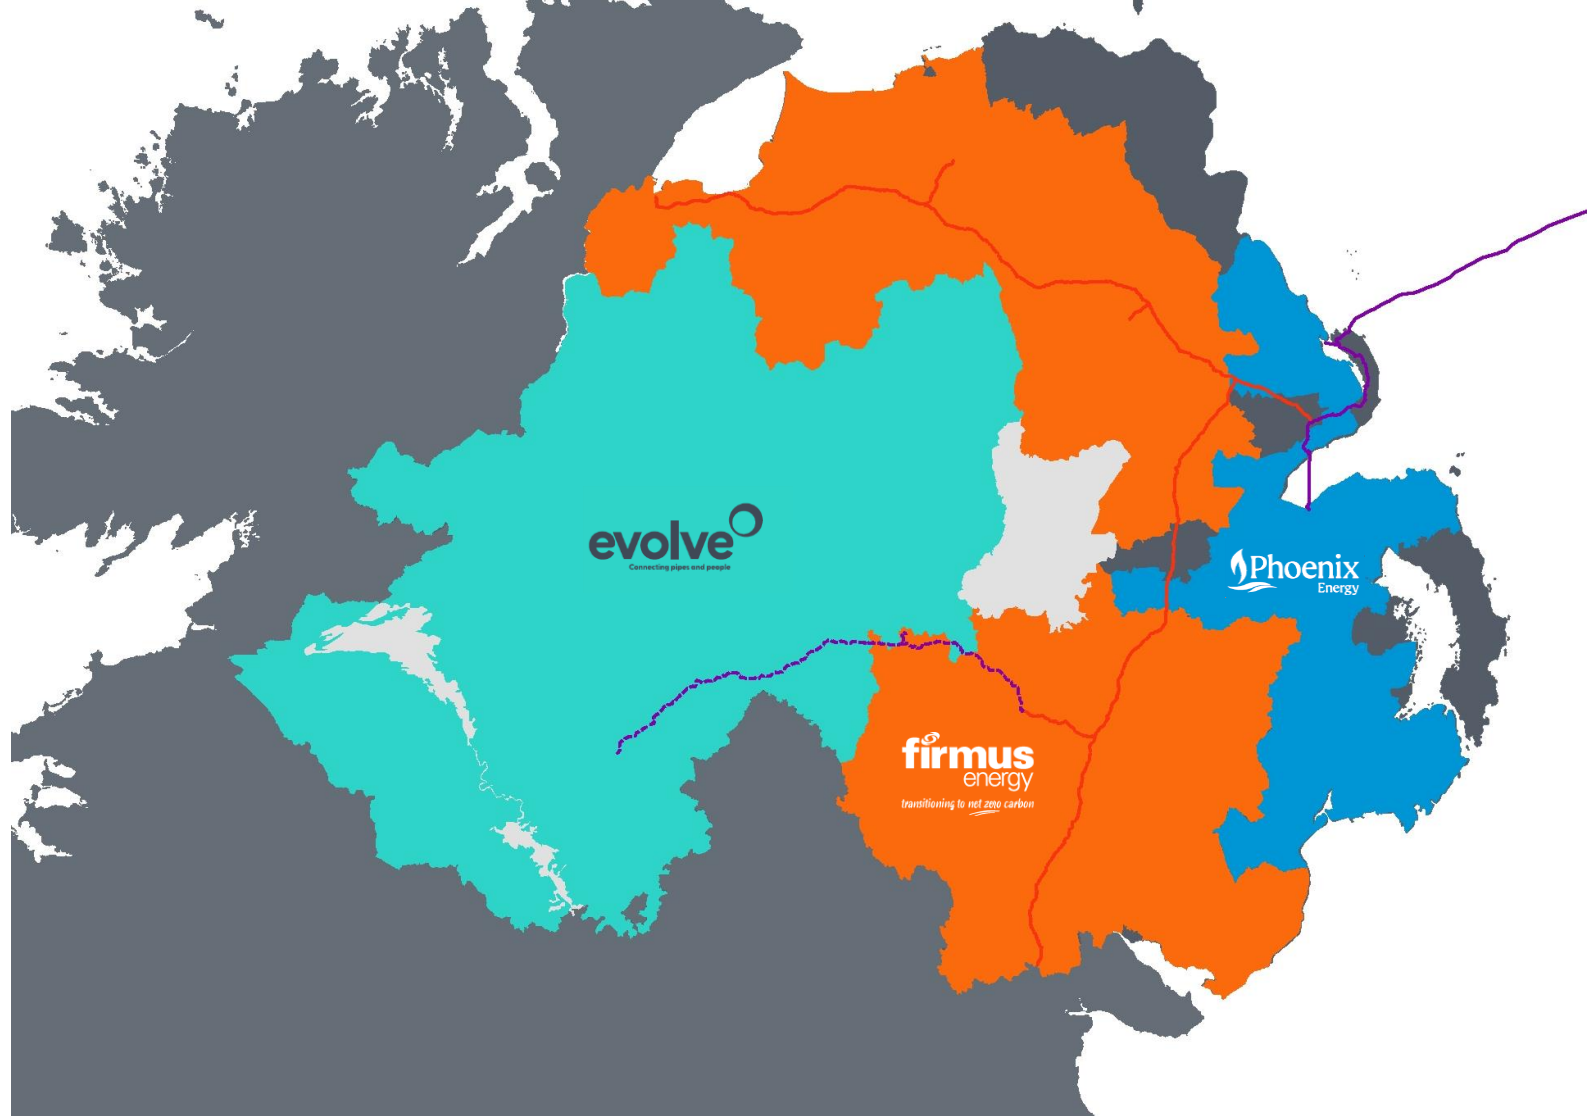 evolve
Connecting pipes and people
Phoenix
Energy
firmus
energy
transitioning to net zero carbon